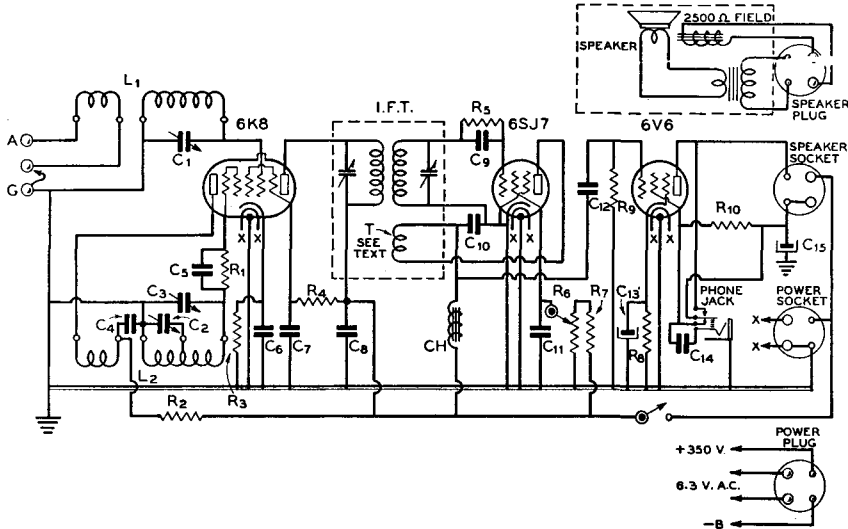 2500 Ω FIELD
SPEAKER
SPEAKER PLUG
L1
I.F.T.
R5
6K8
6SJ7
6V6
SPEAKER SOCKET
A
G
C1
C9
C12
R9
R10
T
SEE TEXT
C10
C15
X X
X X
X X
C5
R1
C3
C4
C2
R4
R6
R7
C13
PHONE JACK
POWER SOCKET
X
X
C6
C7
C8
CH
C11
R8
C14
L2
R3
R2
POWER PLUG
+350 V.
6.3 V. A.C.
–B